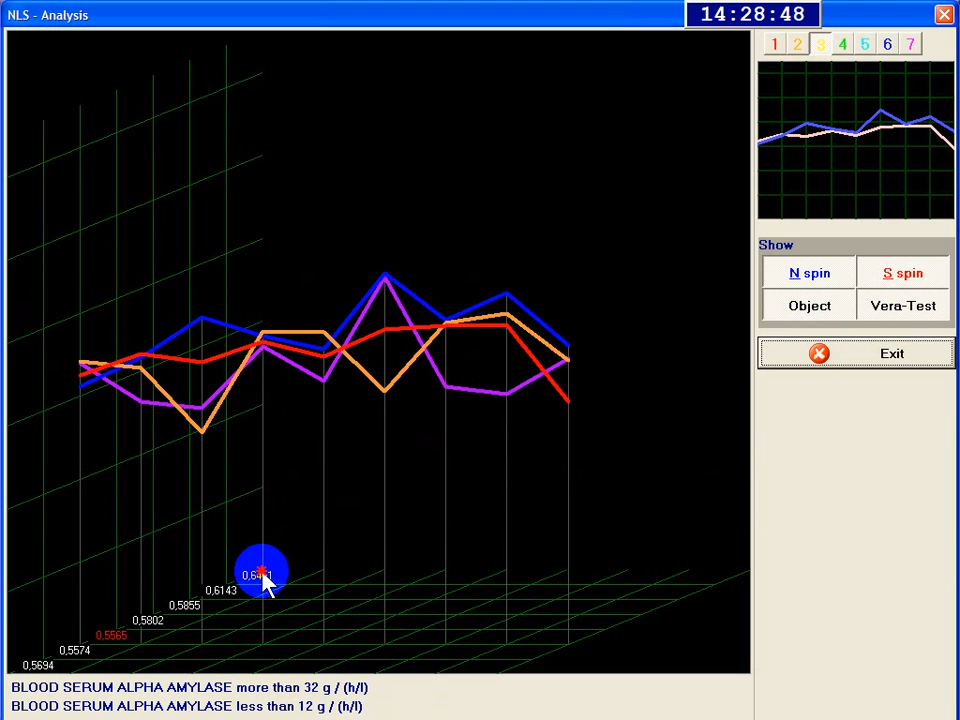 NLS - Analysis
14:28:48
1 2 3 4 5 6 7
Show
N spin
S spin
Object
Vera-Test
Exit
0,6143
0,5855
0,5802
0,5565
0,5574
0,5694
BLOOD SERUM ALPHA AMYLASE more than 32 g / (h/l)
BLOOD SERUM ALPHA AMYLASE less than 12 g / (h/l)